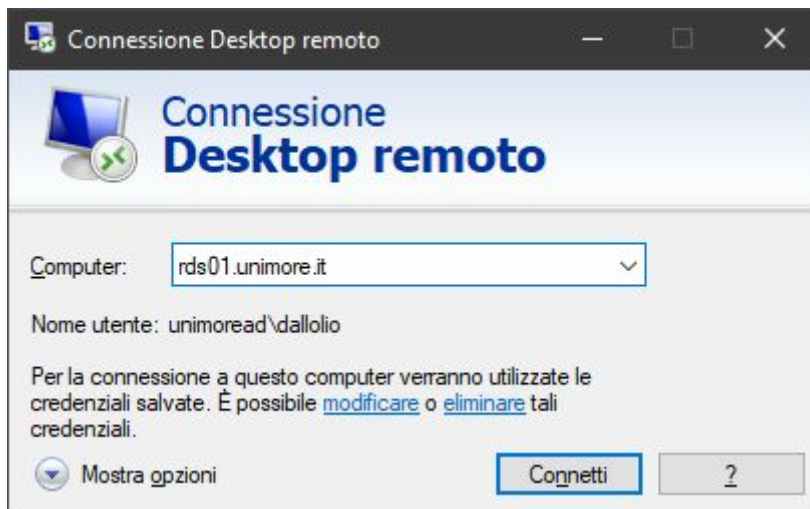 Connessione Desktop remoto
Connessione
Desktop remoto
Computer: rds01.unimore.it
Nome utente: unimoread\dallolio
Per la connessione a questo computer verranno utilizzate le
credenziali salvate. È possibile modificare o eliminare tali
credenziali.
Mostra opzioni Connetti ?